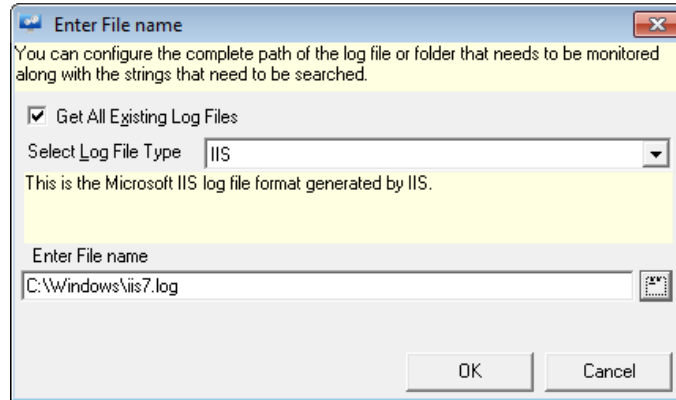 Enter File name
You can configure the complete path of the log file or folder that needs to be monitored
along with the strings that need to be searched.
Get All Existing Log Files
Select Log File Type IIS
This is the Microsoft IIS log file format generated by IIS.
Enter File name
C:\Windows\iis7.log
OK Cancel